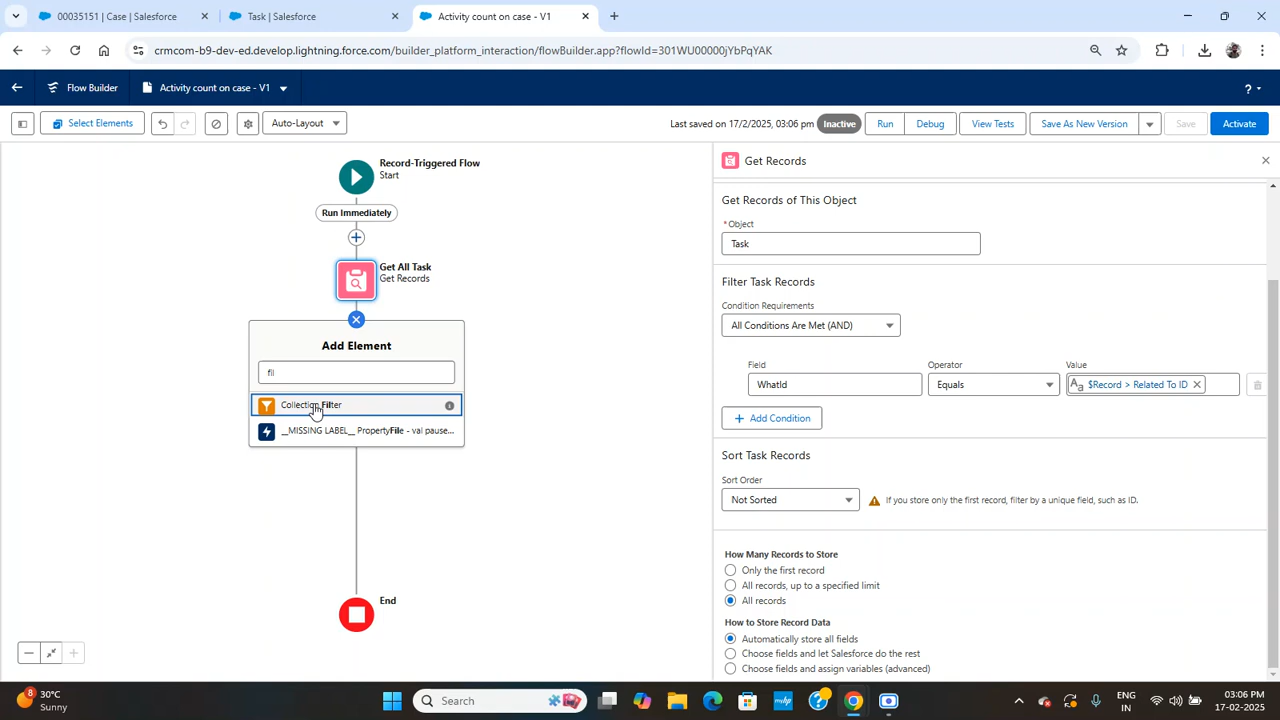 00035151 | Case | Salesforce
Task | Salesforce
Activity count on case - V1
crmcom-b9-dev-ed.develop.lightning.force.com/builder_platform_interaction/flowBuilder.app?flowId=301WU00000jYbPqYAK
Flow Builder
Activity count on case - V1
?
Select Elements
Auto-Layout
Last saved on 17/2/2025, 03:06 pm
Inactive
Run
Debug
View Tests
Save As New Version
Save
Activate
Record-Triggered Flow
Start
Run Immediately
Get All Task
Get Records
Add Element
fil
Collection Filter
__MISSING LABEL__ PropertyFile - val pause...
End
Get Records
Get Records of This Object
* Object
Task
Filter Task Records
Condition Requirements
All Conditions Are Met (AND)
Field
Operator
Value
WhatId
Equals
$Record > Related To ID
+ Add Condition
Sort Task Records
Sort Order
Not Sorted
If you store only the first record, filter by a unique field, such as ID.
How Many Records to Store
Only the first record
All records, up to a specified limit
All records
How to Store Record Data
Automatically store all fields
Choose fields and let Salesforce do the rest
Choose fields and assign variables (advanced)
8
30°C
Sunny
Search
mbp
ENG
IN
03:06 PM
17-02-2025